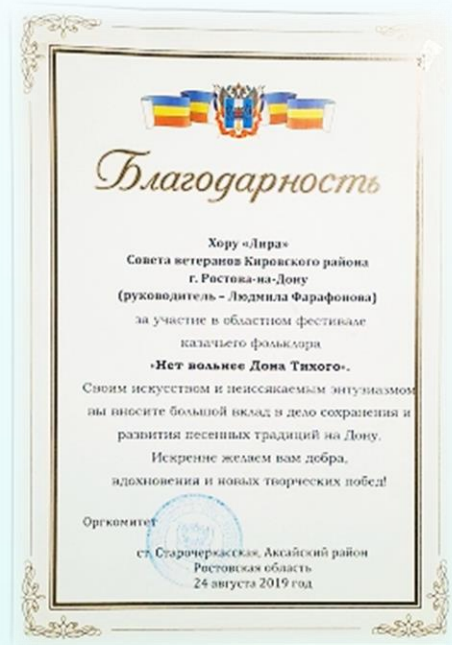 Благодарность
Хору «Лира»
Совета ветеранов Кировского района
г. Ростова-на-Дону
(руководитель – Людмила Фарафонова)
за участие в областном фестивале
казачьего фольклора
«Нет вольнее Дона Тихого».
Своим искусством и неиссякаемым энтузиазмом
вы вносите большой вклад в дело сохранения и
развития песенных традиций на Дону.
Искренне желаем вам добра,
вдохновения и новых творческих побед!
Оргкомитет
ст. Старочеркасская, Аксайский район
Ростовская область
24 августа 2019 год